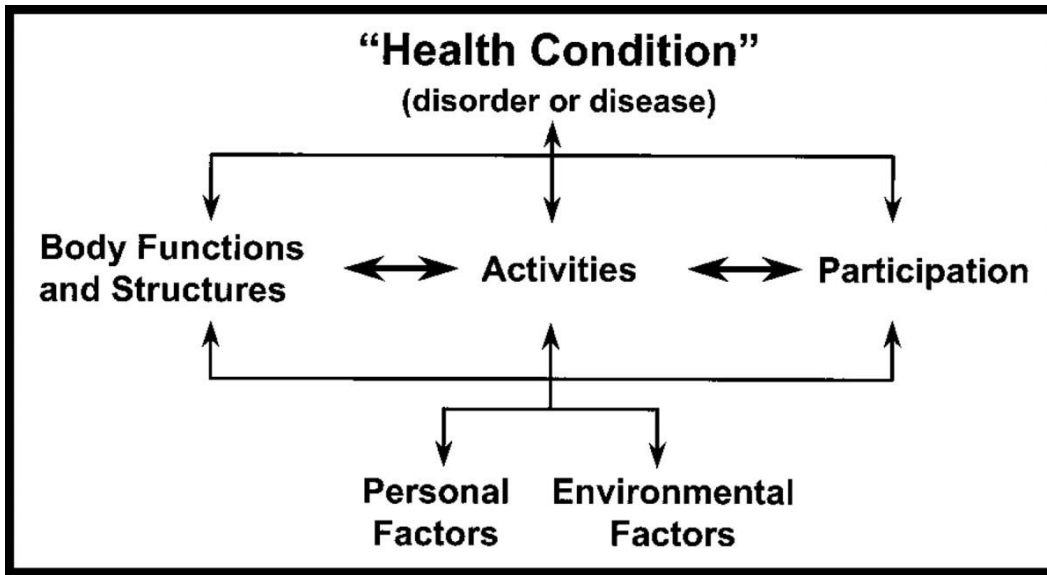 “Health Condition”
(disorder or disease)
Body Functions
and Structures
Activities
Participation
Personal
Factors
Environmental
Factors